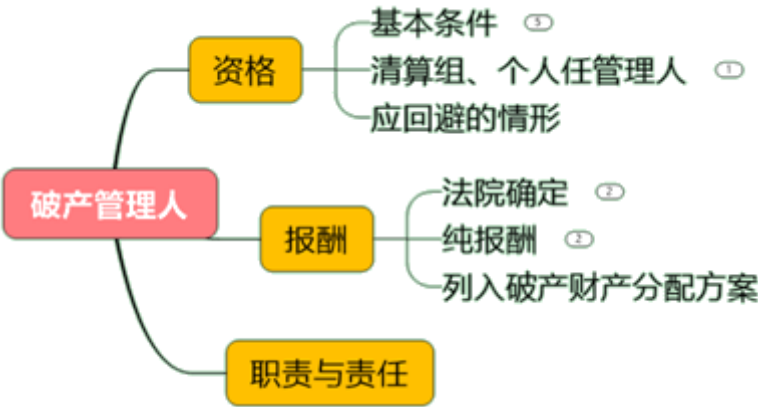 基本条件 5
资格
清算组、个人任管理人 1
应回避的情形
破产管理人
法院确定 2
报酬
纯报酬 2
列入破产财产分配方案
职责与责任